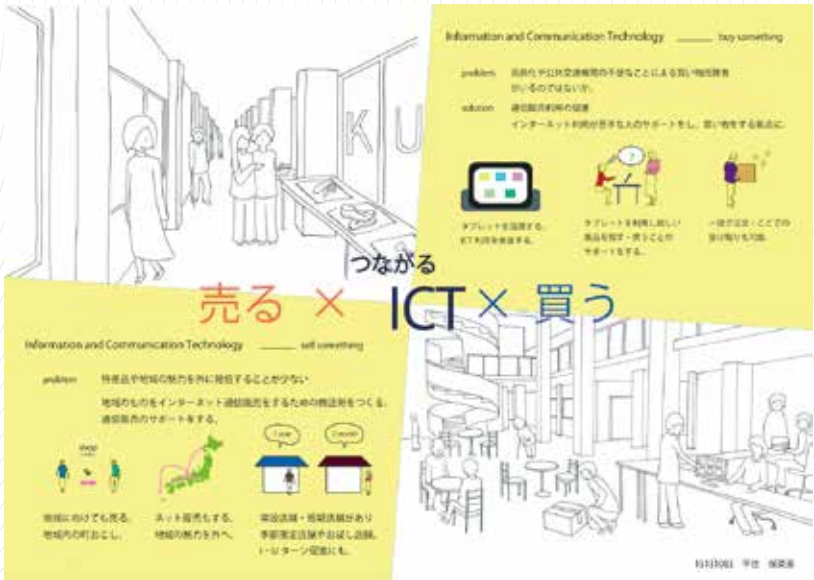 Information and Communication Technology _____ buy something
problem 高齢化や公共交通機関の不便なことによる買い物困難者
がいるのではないか。
solution 通信販売利用の促進
インターネット利用が苦手な人のサポートをし、買い物をする拠点に。
タブレットを設置する。
ICT利用を促進する。
タブレットを利用し欲しい
商品を探す・買うことの
サポートをする。
一括で注文・ここでの
受け取りも可能。
KU
つながる
売る × ICT × 買う
Information and Communication Technology _____ sell something
problem 特産品や地域の魅力を外に発信することが少ない
地域のものをインターネット通信販売をするための商店街をつくる。
通信販売のサポートをする。
1 year
1 month
地域に向けても売る。
地域内の町おこし。
ネット販売もする。
地域の魅力を外へ。
常設店舗・短期店舗があり
季節限定店舗やお試し店舗。
I・Uターン促進にも。